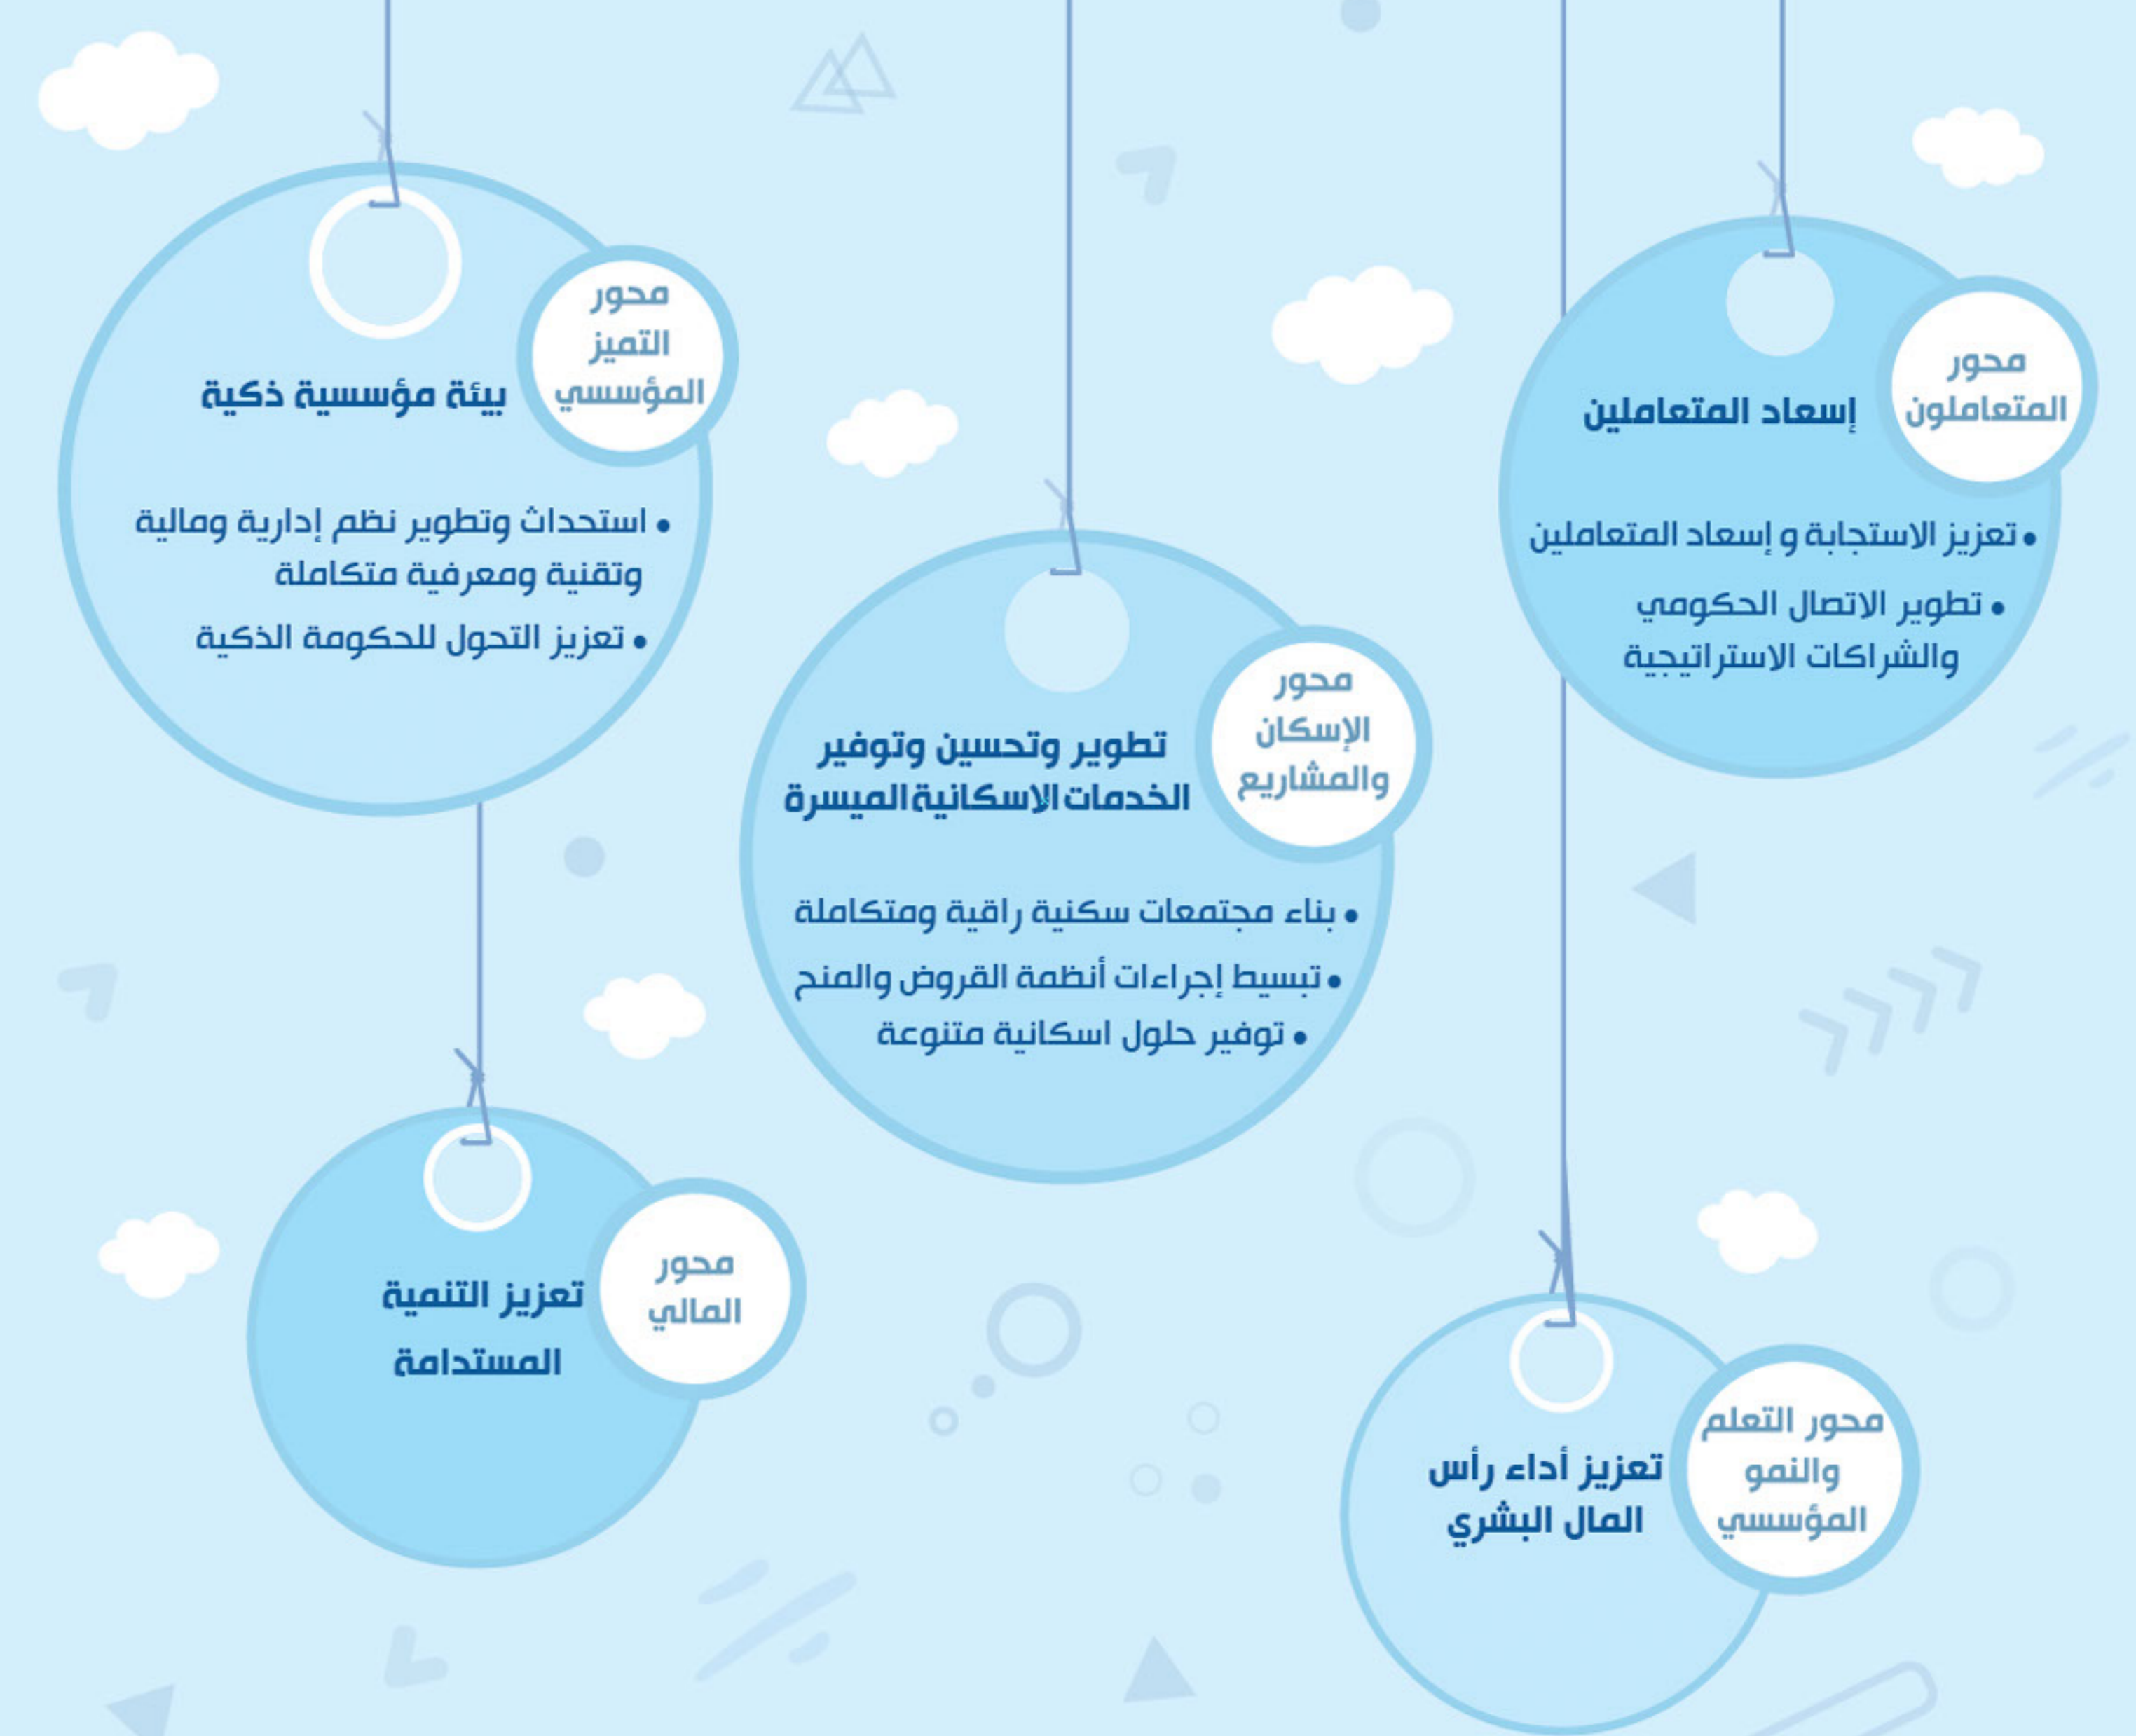 محور
المتعاملون
إسعاد المتعاملين
• تعزيز الاستجابة و إسعاد المتعاملين
• تطوير الاتصال الحكومي
والشراكات الاستراتيجية
محور
الإسكان
والمشاريع
تطوير وتحسين وتوفير
الخدمات الإسكانية الميسرة
• بناء مجتمعات سكنية راقية ومتكاملة
• تبسيط إجراءات أنظمة القروض والمنح
• توفير حلول اسكانية متنوعة
محور
التميز
المؤسسي
بيئة مؤسسية ذكية
• استحداث وتطوير نظم إدارية ومالية
وتقنية ومعرفية متكاملة
• تعزيز التحول للحكومة الذكية
محور التعلم
والنمو
المؤسسي
تعزيز أداء رأس
المال البشري
محور
المالي
تعزيز التنمية
المستدامة